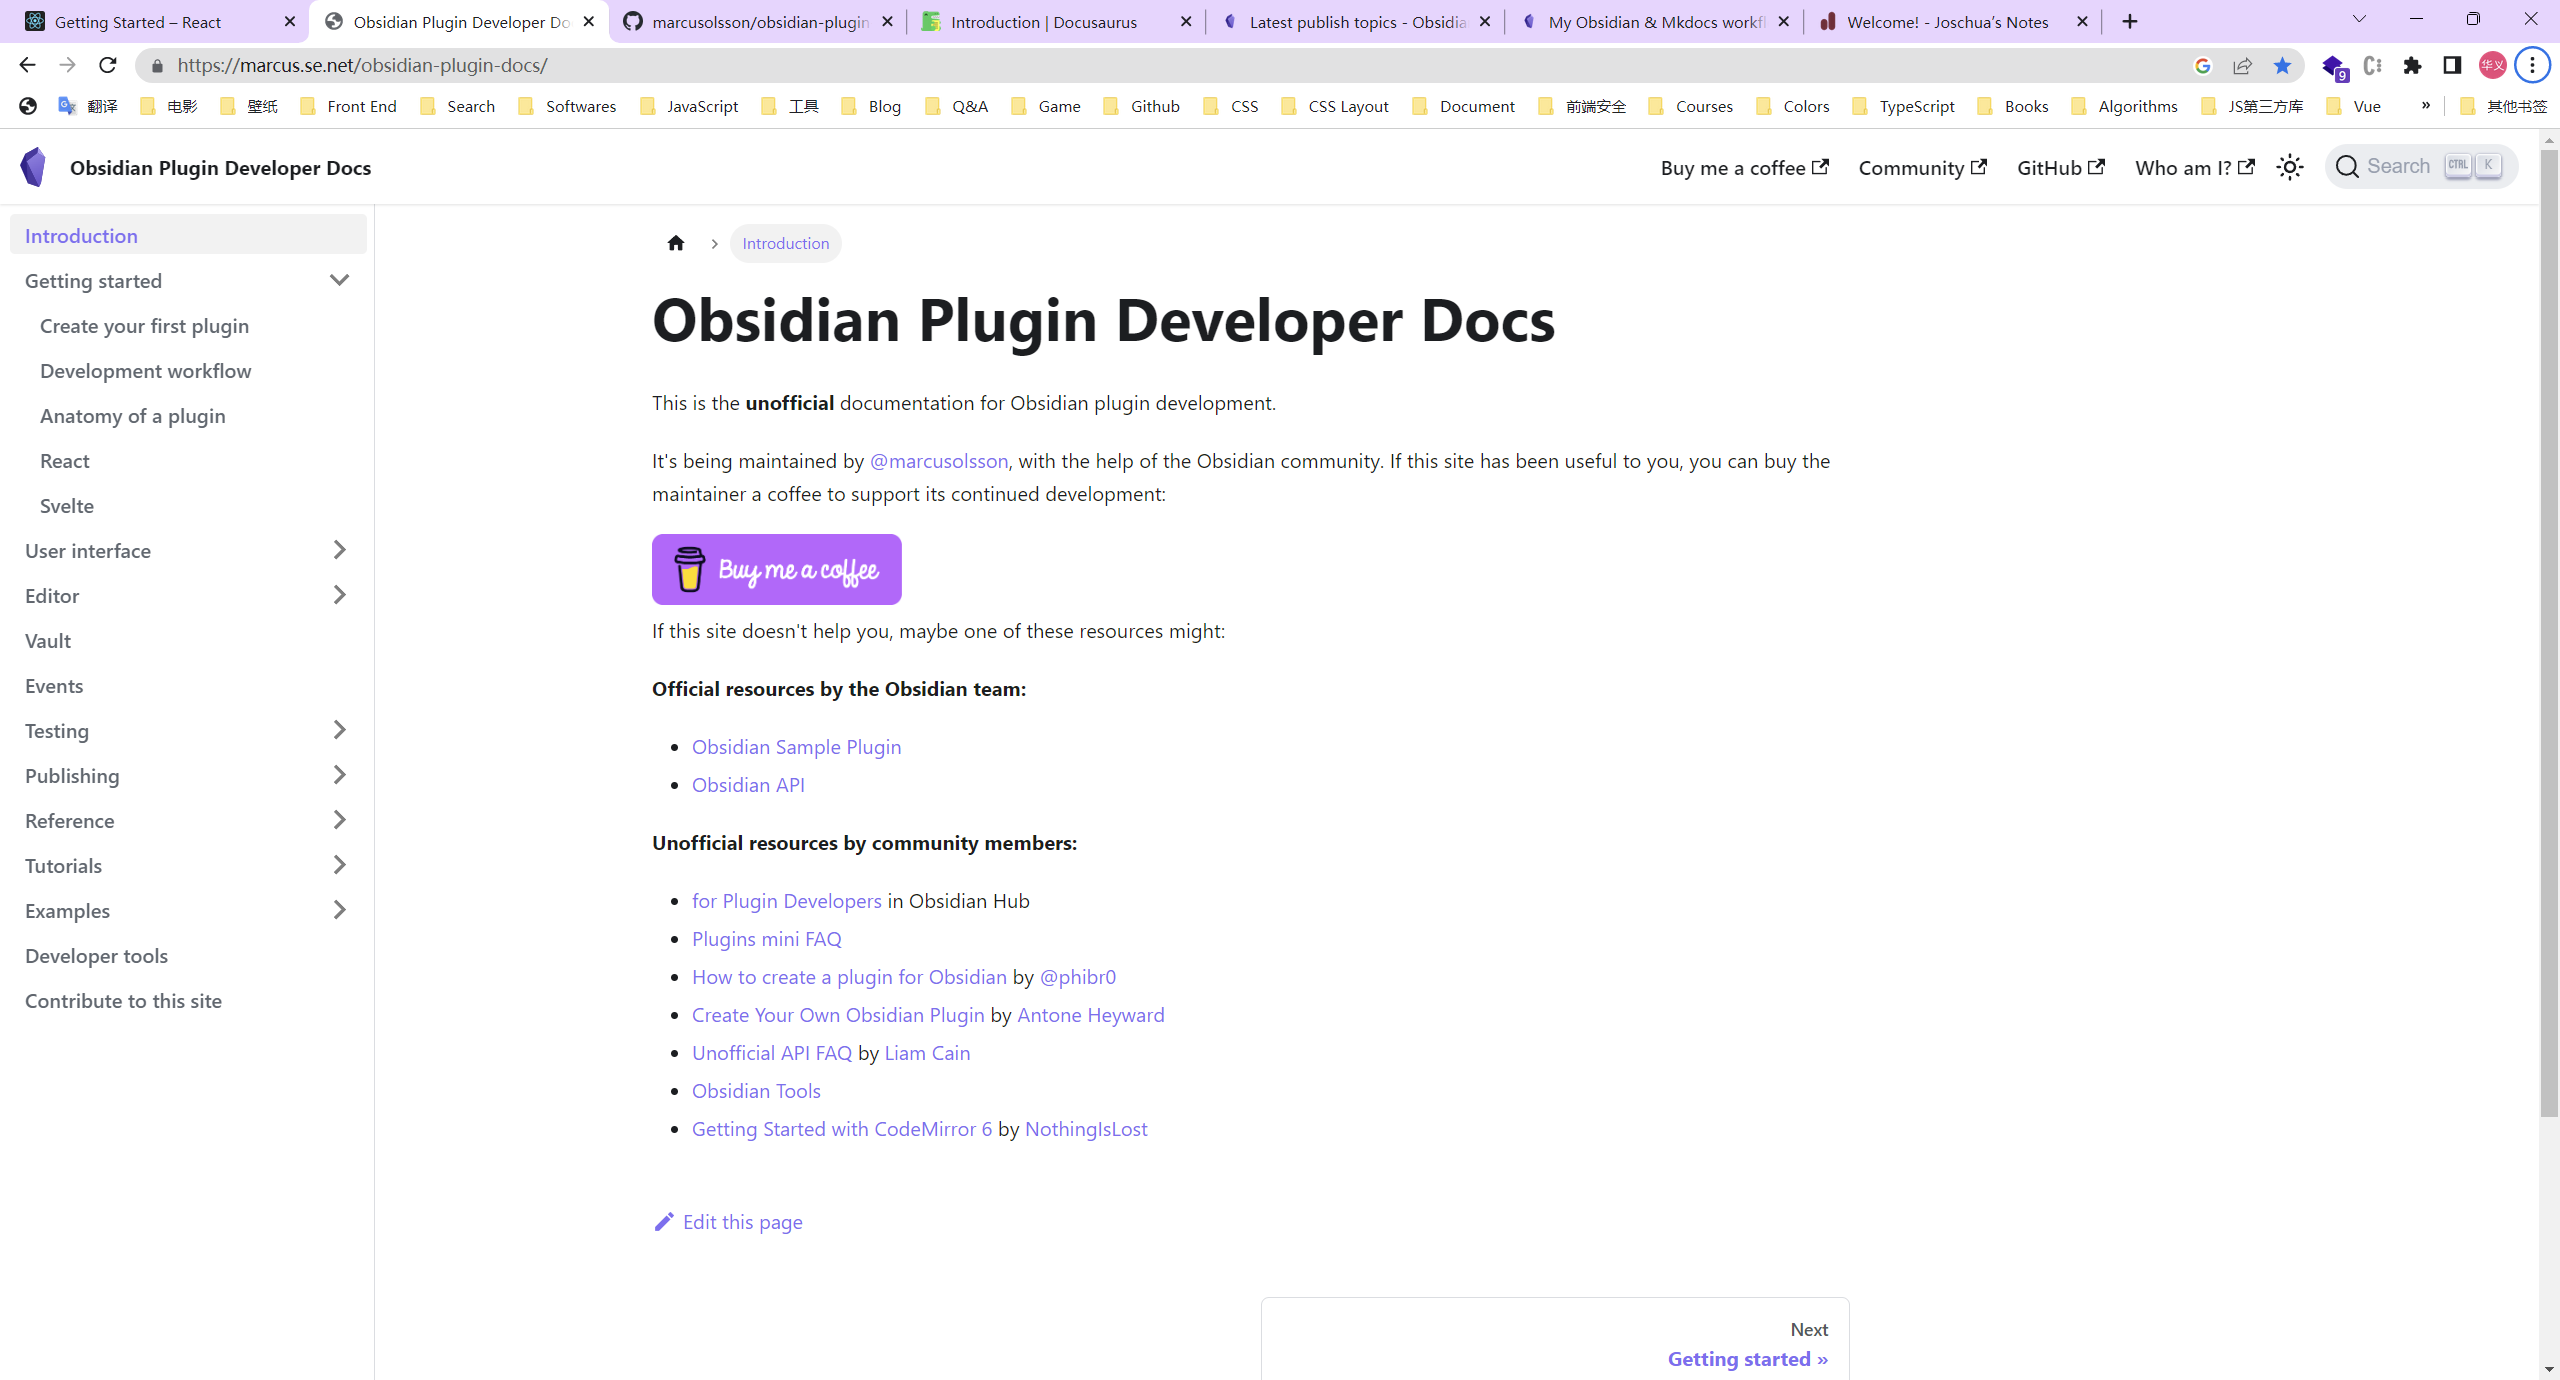 Getting Started – React
Obsidian Plugin Developer Do
marcusolsson/obsidian-plugin
Introduction | Docusaurus
Latest publish topics - Obsidia
My Obsidian & Mkdocs workfl
Welcome! - Joschua’s Notes
https://marcus.se.net/obsidian-plugin-docs/
9
华义
翻译 电影 壁纸 Front End Search Softwares JavaScript 工具 Blog Q&A Game Github CSS CSS Layout Document 前端安全 Courses Colors TypeScript Books Algorithms JS第三方库 Vue » 其他书签
Obsidian Plugin Developer Docs
Buy me a coffee Community GitHub Who am I? Search CTRL K
Introduction
Getting started
Create your first plugin
Development workflow
Anatomy of a plugin
React
Svelte
User interface
Editor
Vault
Events
Testing
Publishing
Reference
Tutorials
Examples
Developer tools
Contribute to this site
Introduction
Obsidian Plugin Developer Docs
This is the unofficial documentation for Obsidian plugin development.
It's being maintained by @marcusolsson, with the help of the Obsidian community. If this site has been useful to you, you can buy the
maintainer a coffee to support its continued development:
Buy me a coffee
If this site doesn't help you, maybe one of these resources might:
Official resources by the Obsidian team:
Obsidian Sample Plugin
Obsidian API
Unofficial resources by community members:
for Plugin Developers in Obsidian Hub
Plugins mini FAQ
How to create a plugin for Obsidian by @phibr0
Create Your Own Obsidian Plugin by Antone Heyward
Unofficial API FAQ by Liam Cain
Obsidian Tools
Getting Started with CodeMirror 6 by NothingIsLost
Edit this page
Next
Getting started »